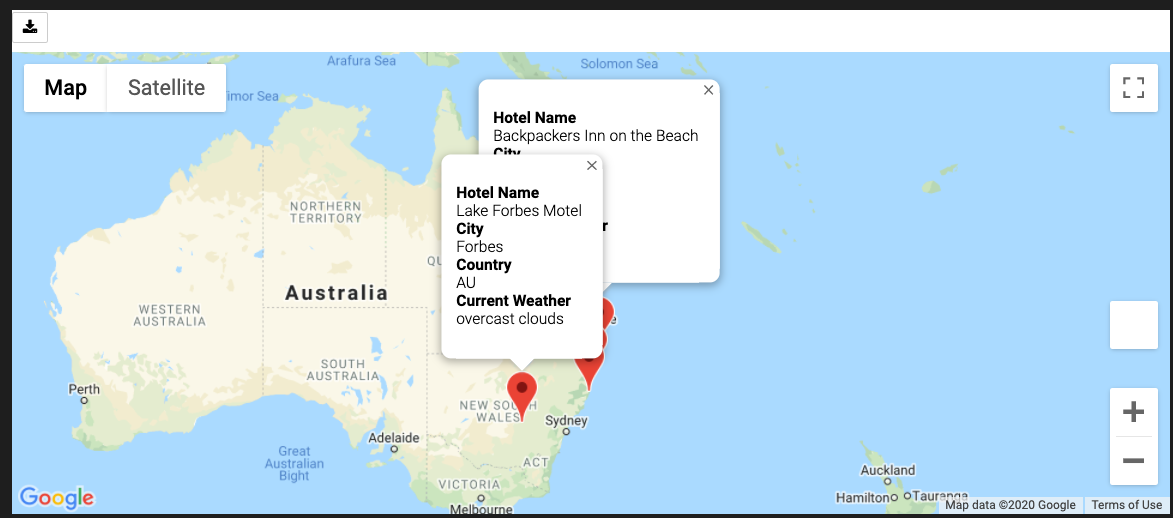 Map
Satellite
Arafura Sea
Solomon Sea
Timor Sea
Hotel Name
Backpackers Inn on the Beach
City
Hotel Name
Lake Forbes Motel
City
Forbes
Country
AU
Current Weather
overcast clouds
NORTHERN
TERRITORY
Australia
WESTERN
AUSTRALIA
SOUTH
AUSTRALIA
Perth
NEW SOUTH
WALES
Sydney
Adelaide
Great
Australian
Bight
ACT
VICTORIA
Melbourne
Auckland
Hamilton
Tauranga
Google
Map data ©2020 Google
Terms of Use